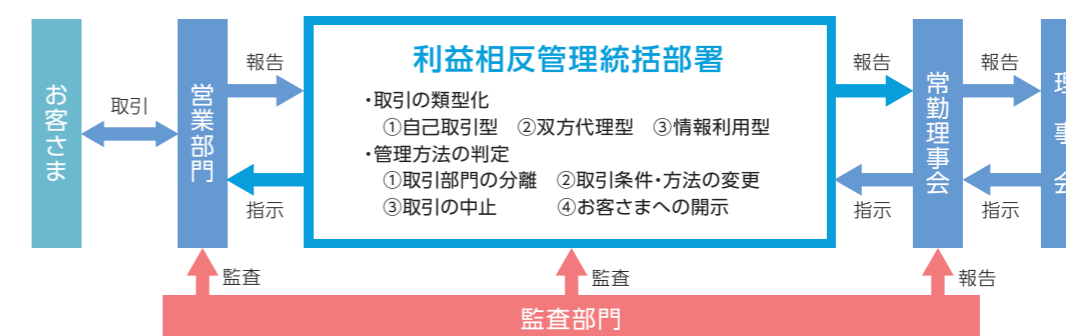 お客さま
取引
営業部門
報告
指示
利益相反管理統括部署
・取引の類型化
①自己取引型 ②双方代理型 ③情報利用型
・管理方法の判定
①取引部門の分離 ②取引条件・方法の変更
③取引の中止 ④お客さまへの開示
報告
指示
常勤理事会
報告
指示
理事会
監査
監査
報告
監査部門